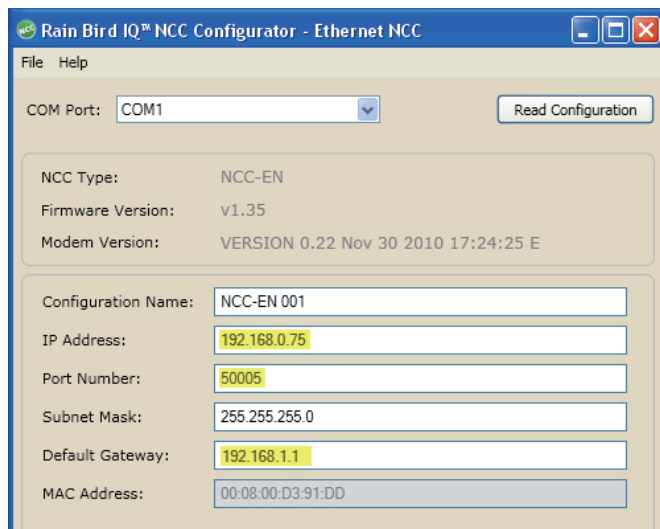 NCC Rain Bird IQ™ NCC Configurator - Ethernet NCC
File Help
COM Port: COM1 Read Configuration
NCC Type: NCC-EN
Firmware Version: v1.35
Modem Version: VERSION 0.22 Nov 30 2010 17:24:25 E
Configuration Name: NCC-EN 001
IP Address: 192.168.0.75
Port Number: 50005
Subnet Mask: 255.255.255.0
Default Gateway: 192.168.1.1
MAC Address: 00:08:00:D3:91:DD